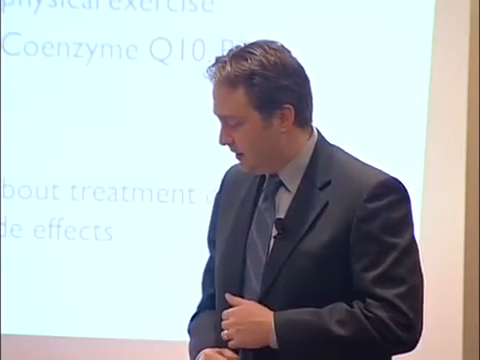 physical exercise
Coenzyme Q10,
bout treatment
de effects